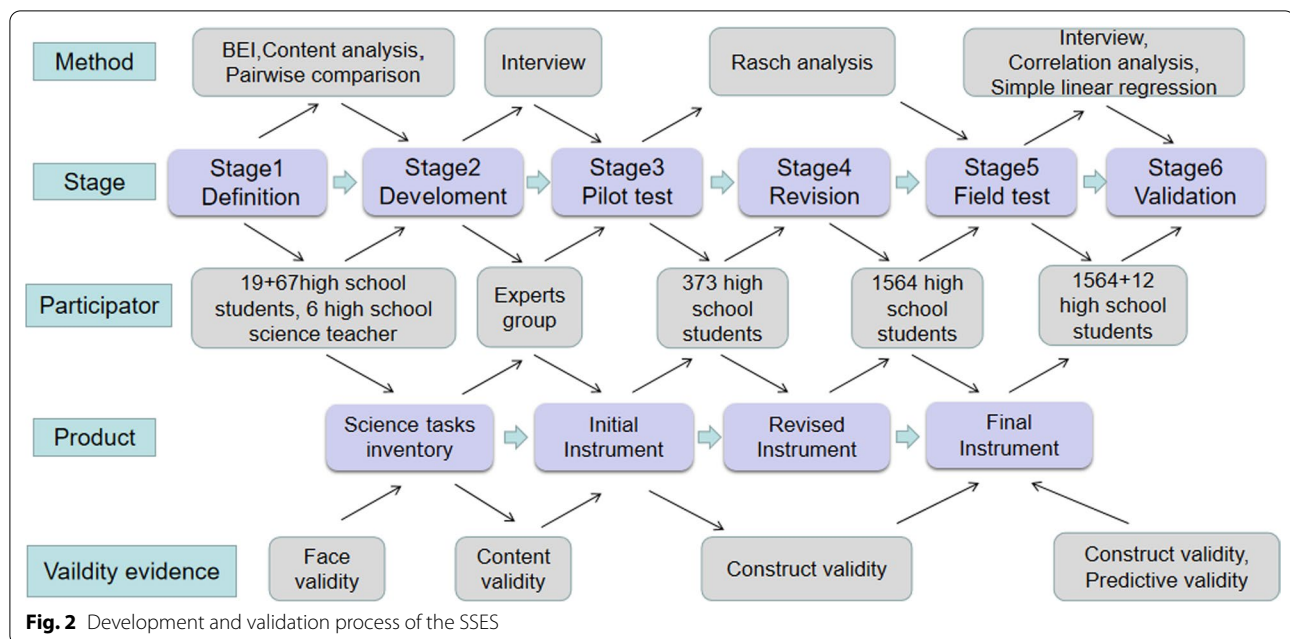 Method
BEI,Content analysis,
Pairwise comparison
Interview
Rasch analysis
Interview,
Correlation analysis,
Simple linear regression
Stage
Stage1
Definition
Stage2
Develoment
Stage3
Pilot test
Stage4
Revision
Stage5
Field test
Stage6
Validation
Participator
19+67high school
students, 6 high school
science teacher
Experts
group
373 high
school
students
1564 high
school
students
1564+12
high school
students
Product
Science tasks
inventory
Initial
Instrument
Revised
Instrument
Final
Instrument
Vaildity evidence
Face
validity
Content
validity
Construct validity
Construct validity,
Predictive validity
Fig. 2 Development and validation process of the SSES